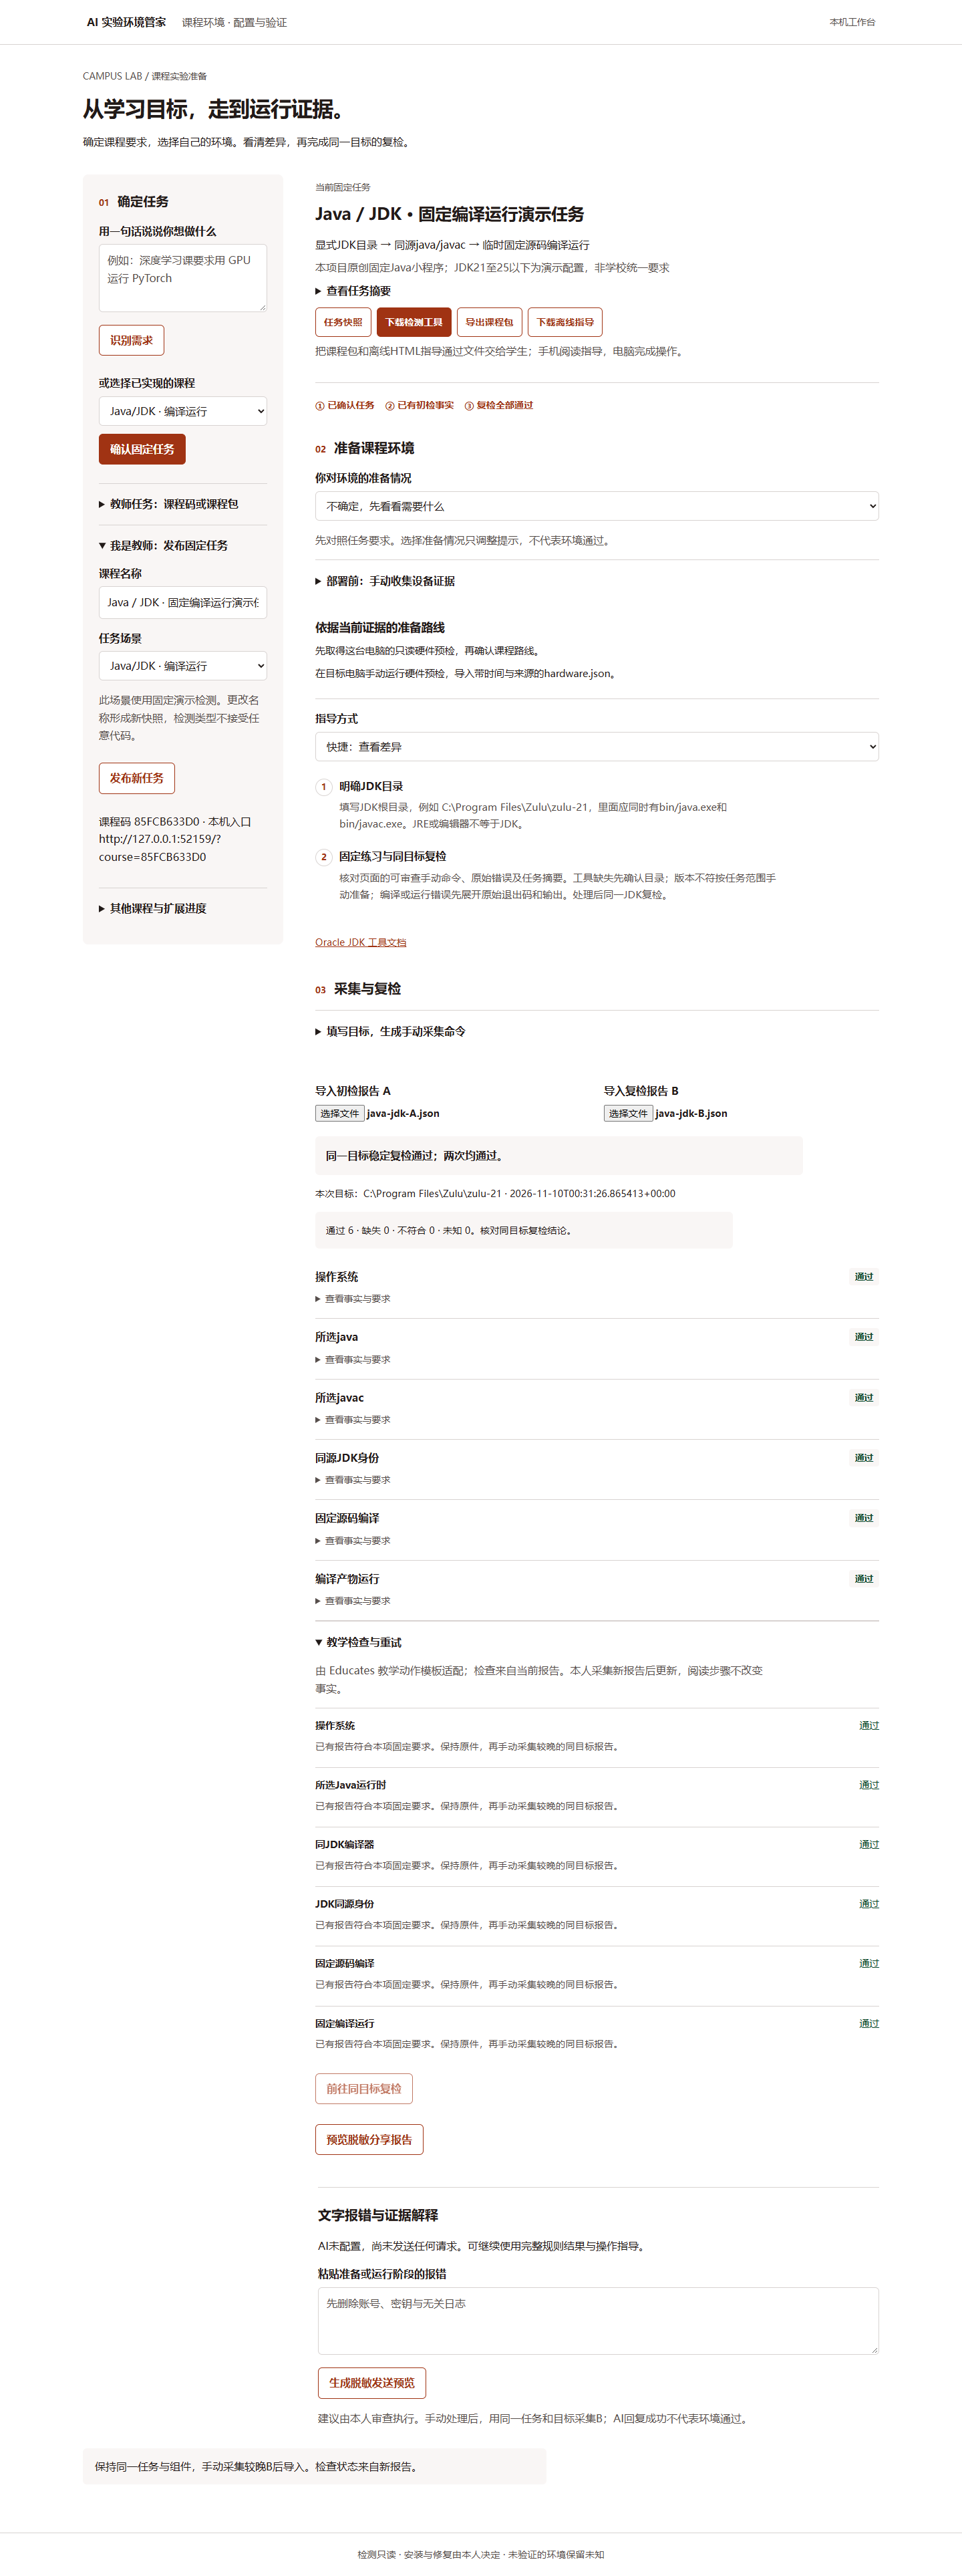 AI 实验环境管家
课程环境 · 配置与验证
本机工作台
CAMPUS LAB / 课程实验准备
从学习目标，走到运行证据。
确定课程要求，选择自己的环境。看清差异，再完成同一目标的复检。
01 确定任务
用一句话说说你想做什么
例如：深度学习课要求用 GPU
运行 PyTorch
识别需求
或选择已实现的课程
Java/JDK · 编译运行
确认固定任务
教师任务：课程码或课程包
我是教师：发布固定任务
课程名称
Java / JDK · 固定编译运行演示任
任务场景
Java/JDK · 编译运行
此场景使用固定演示检测。更改名
称形成新快照，检测类型不接受任
意代码。
发布新任务
课程码 85FCB633D0 · 本机入口
http://127.0.0.1:52159/?
course=85FCB633D0
其他课程与扩展进度
当前固定任务
Java / JDK · 固定编译运行演示任务
显式JDK目录 → 同源java/javac → 临时固定源码编译运行
本项目原创固定Java小程序；JDK21至25以下为演示配置，非学校统一要求
查看任务摘要
任务快照
下载检测工具
导出课程包
下载离线指导
把课程包和离线HTML指导通过文件交给学生；手机阅读指导，电脑完成操作。
① 已确认任务 ② 已有初检事实 ③ 复检全部通过
02 准备课程环境
你对环境的准备情况
不确定，先看看需要什么
先对照任务要求。选择准备情况只调整提示，不代表环境通过。
部署前：手动收集设备证据
依据当前证据的准备路线
先取得这台电脑的只读硬件预检，再确认课程路线。
在目标电脑手动运行硬件预检，导入带时间与来源的hardware.json。
指导方式
快捷：查看差异
1 明确JDK目录
填写JDK根目录，例如 C:\Program Files\Zulu\zulu-21，里面应同时有bin/java.exe和
bin/javac.exe。JRE或编辑器不等于JDK。
2 固定练习与同目标复检
核对页面的可审查手动命令、原始错误及任务摘要。工具缺失先确认目录；版本不符按任务范围手
动准备；编译或运行错误先展开原始退出码和输出。处理后同一JDK复检。
Oracle JDK 工具文档
03 采集与复检
填写目标，生成手动采集命令
导入初检报告 A
选择文件 java-jdk-A.json
导入复检报告 B
选择文件 java-jdk-B.json
同一目标稳定复检通过；两次均通过。
本次目标：C:\Program Files\Zulu\zulu-21 · 2026-11-10T00:31:26.865413+00:00
通过 6 · 缺失 0 · 不符合 0 · 未知 0。核对同目标复检结论。
操作系统
通过
查看事实与要求
所选java
通过
查看事实与要求
所选javac
通过
查看事实与要求
同源JDK身份
通过
查看事实与要求
固定源码编译
通过
查看事实与要求
编译产物运行
通过
查看事实与要求
教学检查与重试
由 Educates 教学动作模板适配；检查来自当前报告。本人采集新报告后更新，阅读步骤不改变
事实。
操作系统
通过
已有报告符合本项固定要求。保持原件，再手动采集较晚的同目标报告。
所选Java运行时
通过
已有报告符合本项固定要求。保持原件，再手动采集较晚的同目标报告。
同JDK编译器
通过
已有报告符合本项固定要求。保持原件，再手动采集较晚的同目标报告。
JDK同源身份
通过
已有报告符合本项固定要求。保持原件，再手动采集较晚的同目标报告。
固定源码编译
通过
已有报告符合本项固定要求。保持原件，再手动采集较晚的同目标报告。
固定编译运行
通过
已有报告符合本项固定要求。保持原件，再手动采集较晚的同目标报告。
前往同目标复检
预览脱敏分享报告
文字报错与证据解释
AI未配置，尚未发送任何请求。可继续使用完整规则结果与操作指导。
粘贴准备或运行阶段的报错
先删除账号、密钥与无关日志
生成脱敏发送预览
建议由本人审查执行。手动处理后，用同一任务和目标采集B；AI回复成功不代表环境通过。
保持同一任务与组件，手动采集较晚B后导入。检查状态来自新报告。
检测只读 · 安装与修复由本人决定 · 未验证的环境保留未知